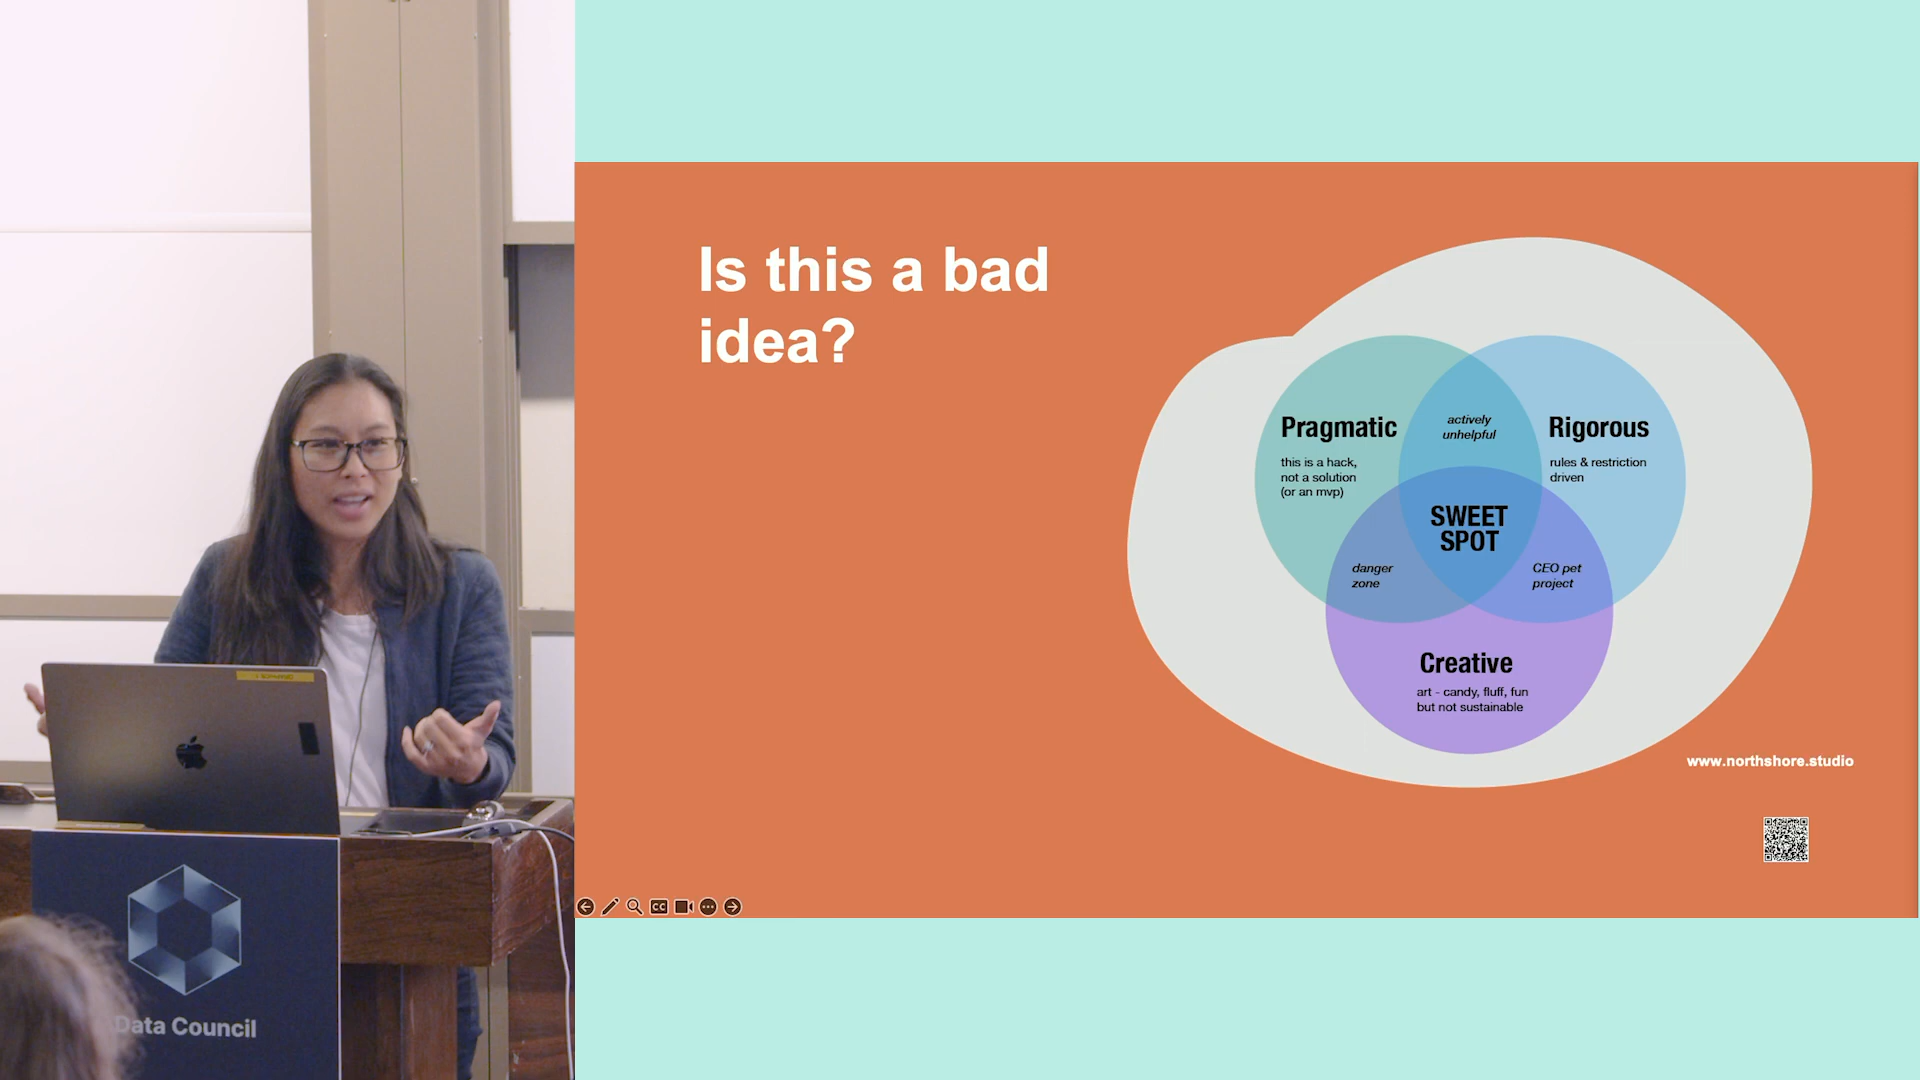 Is this a bad
idea?
Pragmatic
this is a hack,
not a solution
(or an mvp)
actively
unhelpful
Rigorous
rules & restriction
driven
SWEET
SPOT
danger
zone
CEO pet
project
Creative
art - candy, fluff, fun
but not sustainable
www.northshore.studio
CC
Data Council